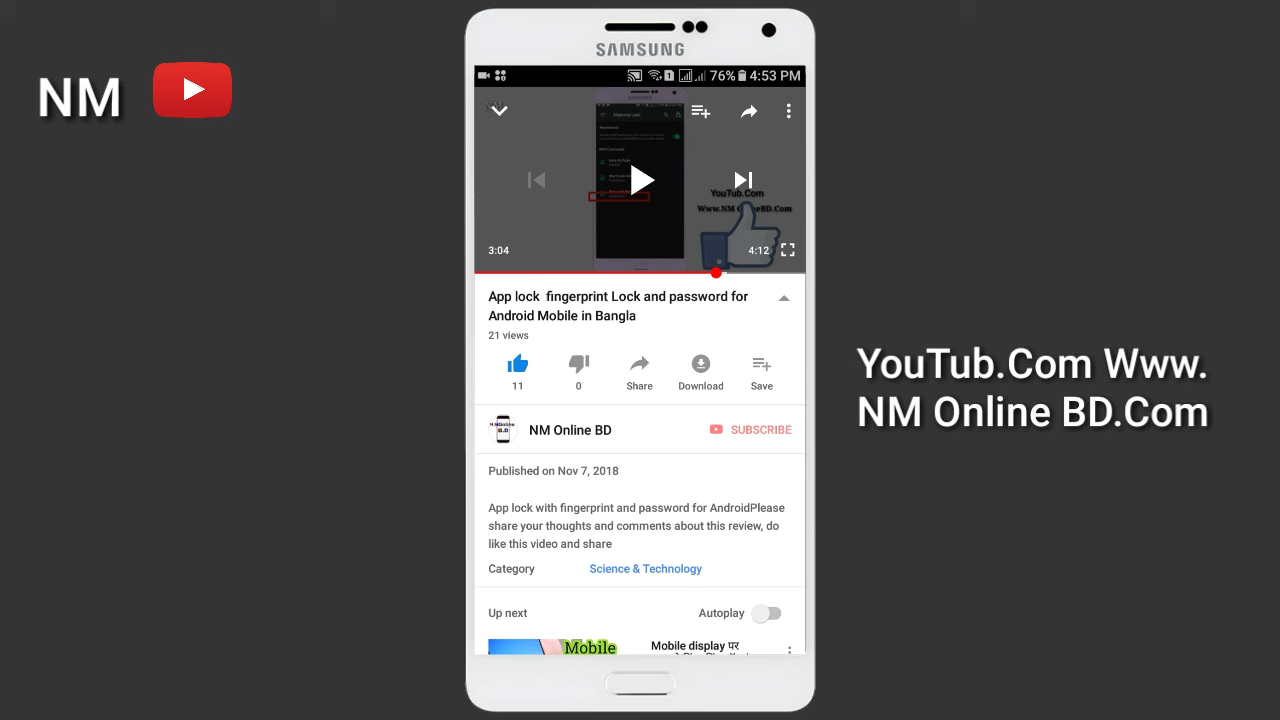 NM
SAMSUNG
76% 4:53 PM
Material Lock
YouTub.Com
3:04
4:12
App lock fingerprint Lock and password for
Android Mobile in Bangla
21 views
11
0
Share
Download
Save
NM Online BD
SUBSCRIBE
Published on Nov 7, 2018
App lock with fingerprint and password for AndroidPlease
share your thoughts and comments about this review, do
like this video and share
Category
Science & Technology
Up next
Autoplay
Mobile
Mobile display पर
YouTub.Com Www.
NM Online BD.Com